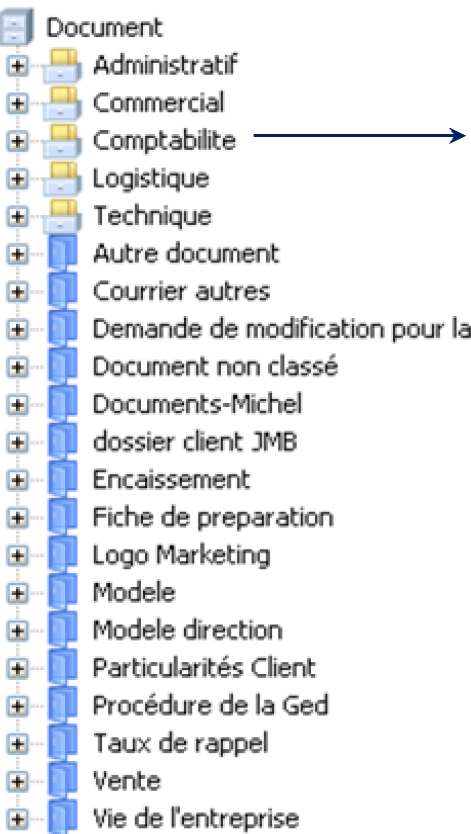 Document
Administratif
Commercial
Comptabilite
Logistique
Technique
Autre document
Courrier autres
Demande de modification pour la
Document non classé
Documents-Michel
dossier client JMB
Encaissement
Fiche de preparation
Logo Marketing
Modele
Modele direction
Particularités Client
Procédure de la Ged
Taux de rappel
Vente
Vie de l'entreprise